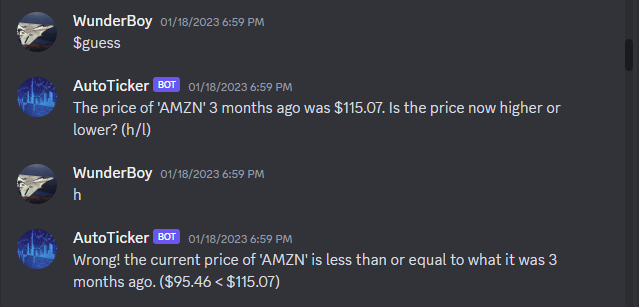 WunderBoy 01/18/2023 6:59 PM
$guess
AutoTicker BOT 01/18/2023 6:59 PM
The price of 'AMZN' 3 months ago was $115.07. Is the price now higher or
lower? (h/l)
WunderBoy 01/18/2023 6:59 PM
h
AutoTicker BOT 01/18/2023 6:59 PM
Wrong! the current price of 'AMZN' is less than or equal to what it was 3
months ago. ($95.46 < $115.07)